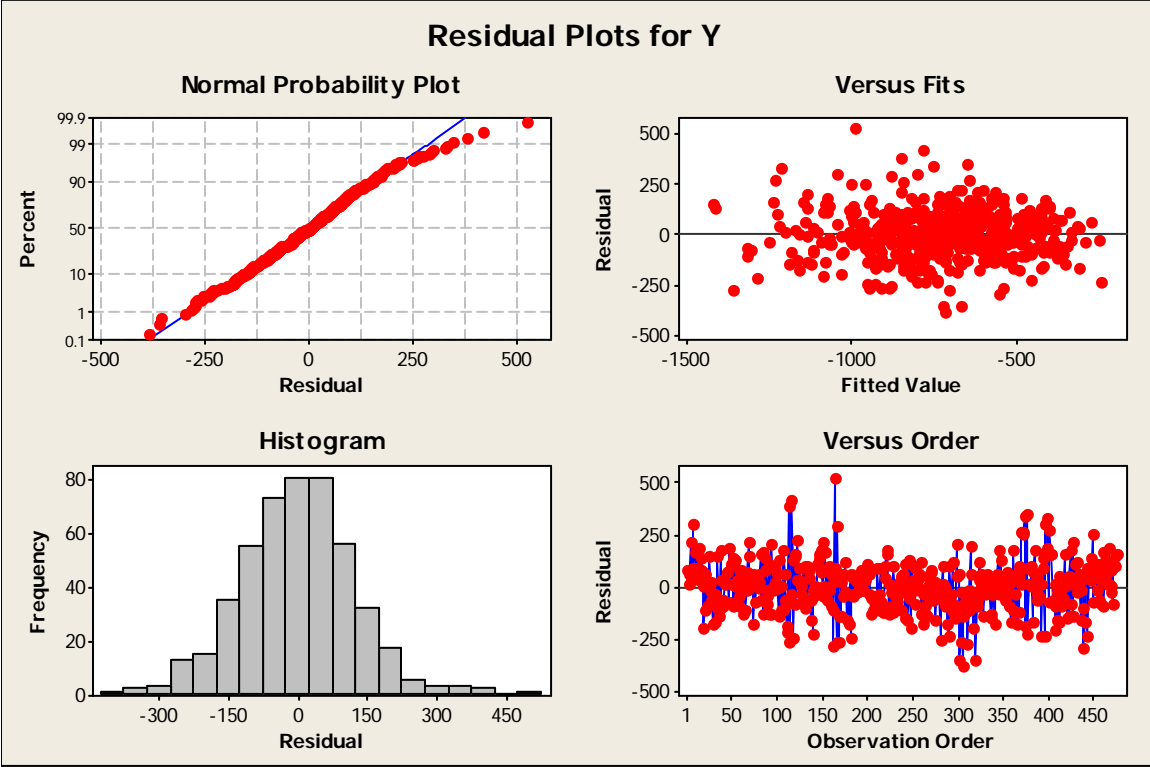 Residual Plots for Y
Normal Probability Plot
Percent
99.9
99
90
50
10
1
0.1
-500 -250 0 250 500
Residual
Versus Fits
Residual
500
250
0
-250
-500
-1500 -1000 -500
Fitted Value
Histogram
Frequency
80
60
40
20
0
-300 -150 0 150 300 450
Residual
Versus Order
Residual
500
250
0
-250
-500
1 50 100 150 200 250 300 350 400 450
Observation Order